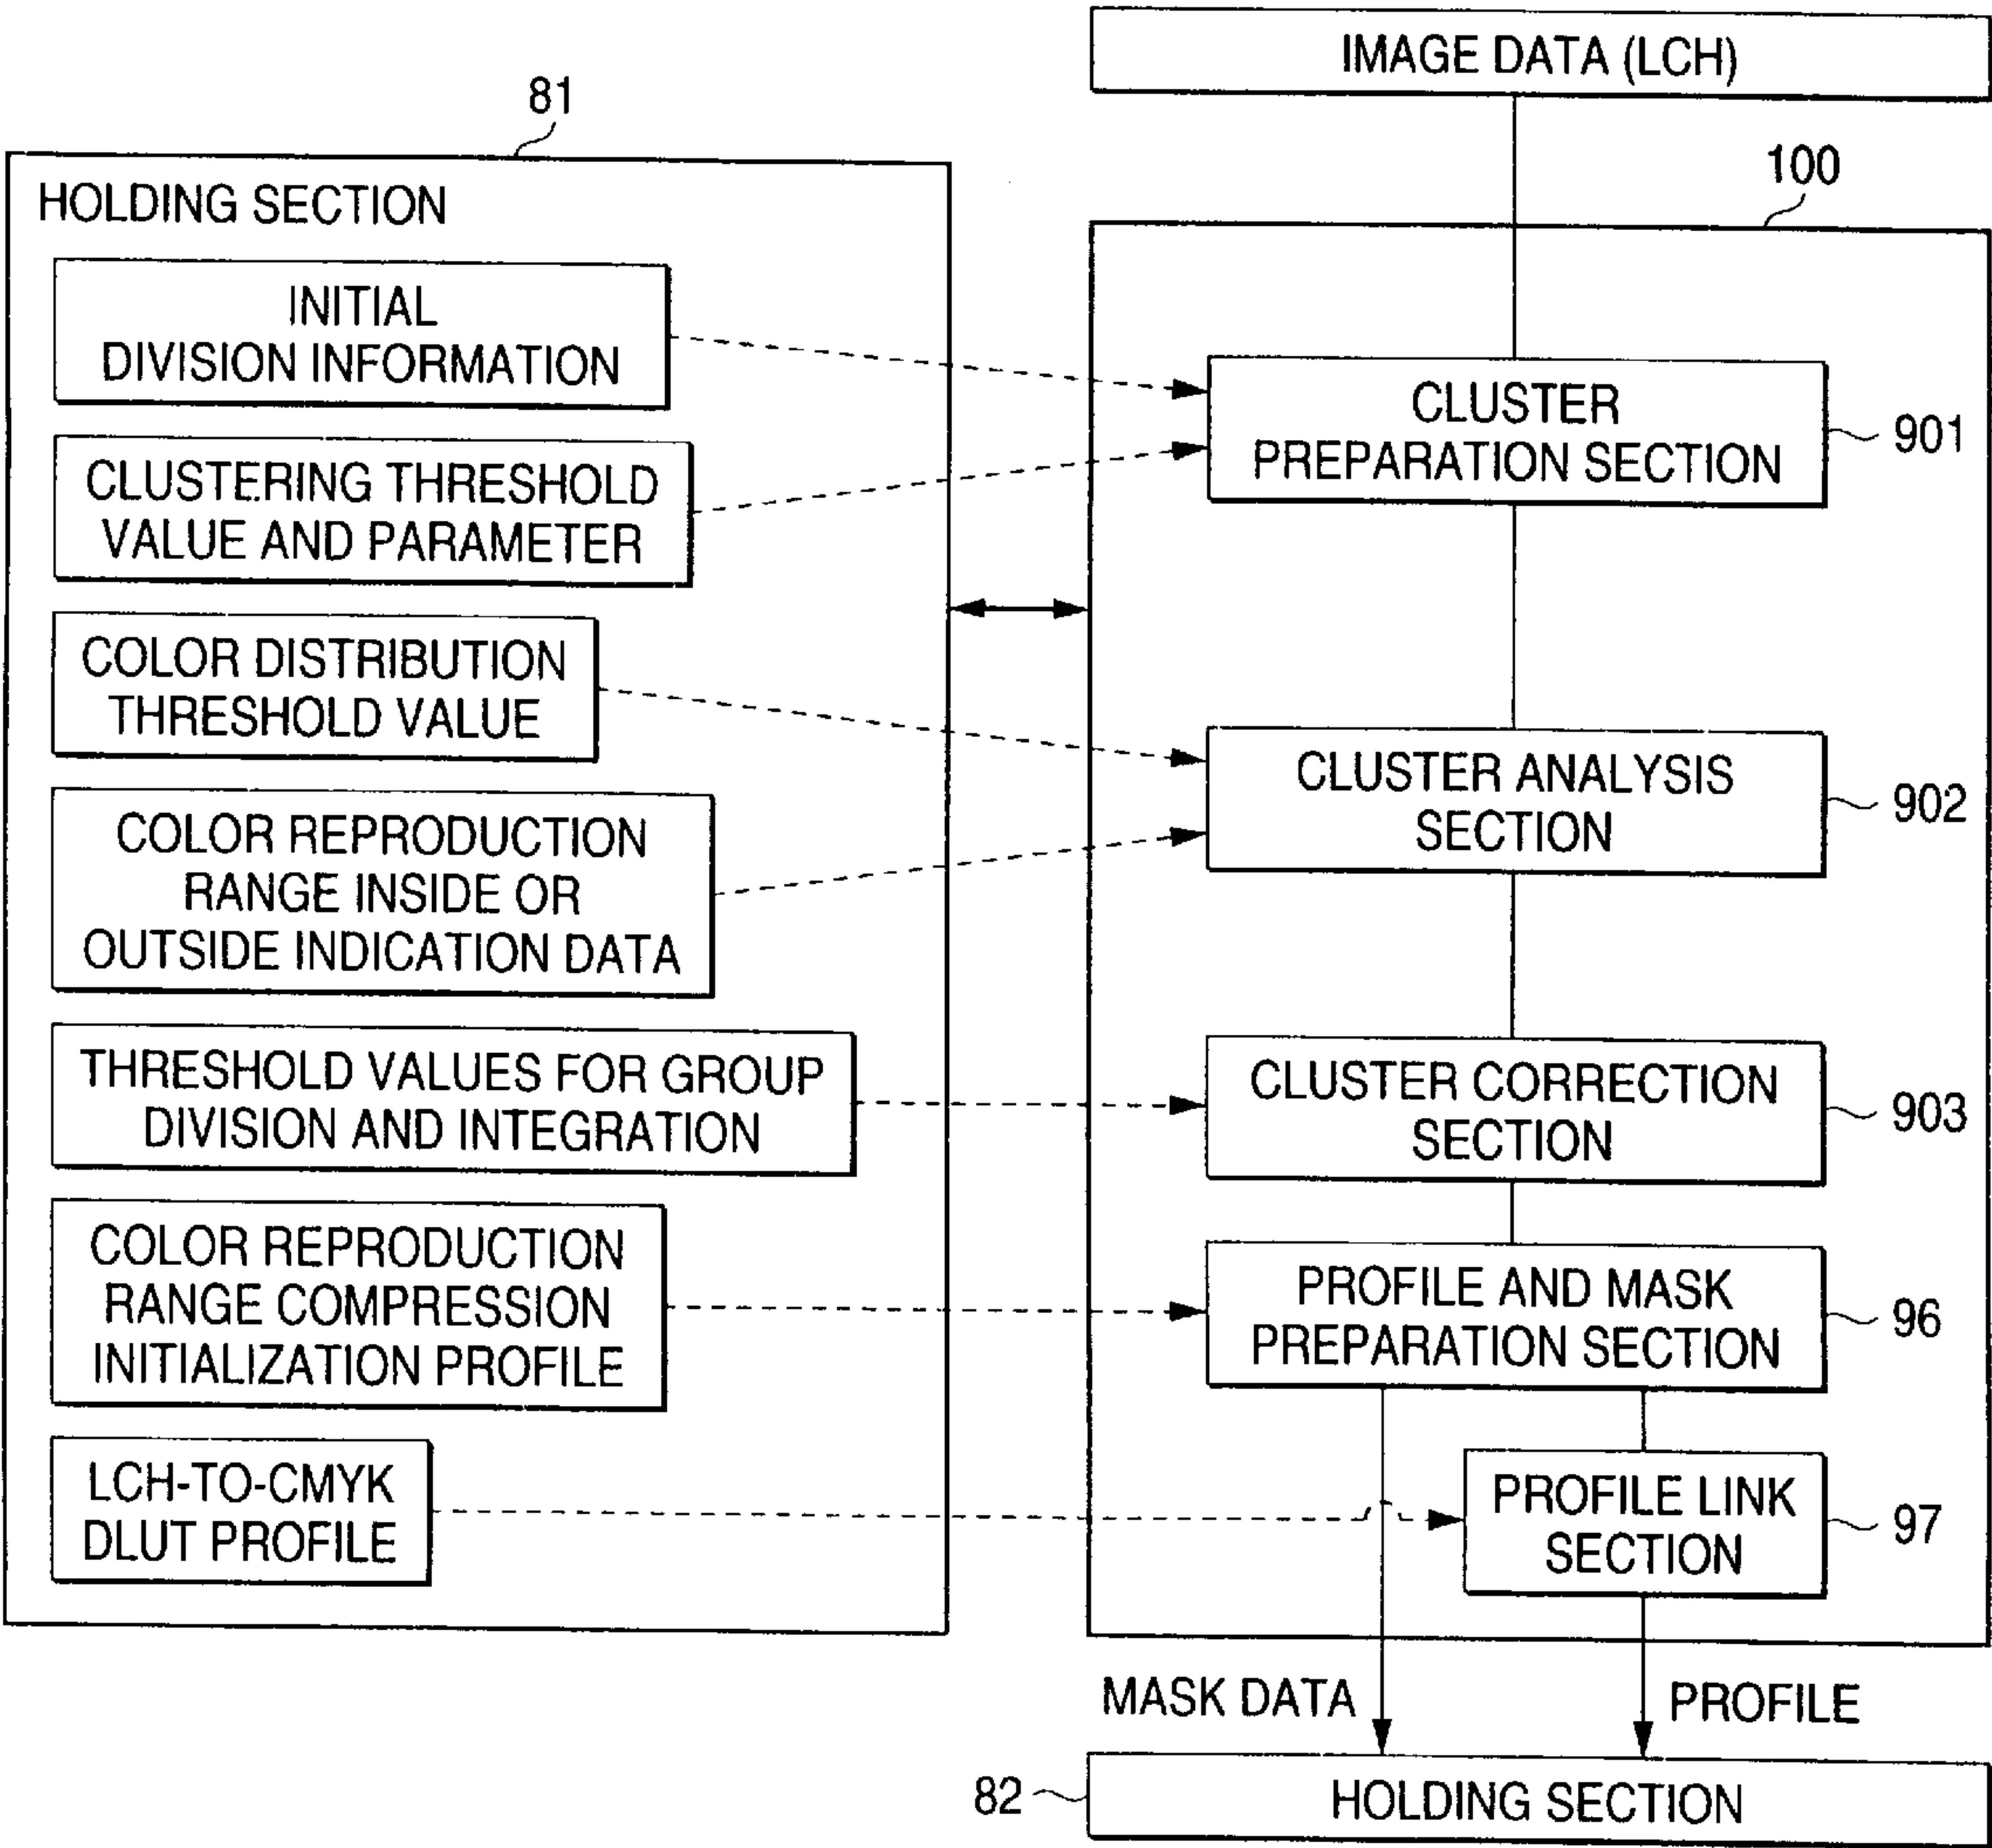 IMAGE DATA (LCH)
81
100
HOLDING SECTION
INITIAL
DIVISION INFORMATION
CLUSTERING THRESHOLD
VALUE AND PARAMETER
COLOR DISTRIBUTION
THRESHOLD VALUE
COLOR REPRODUCTION
RANGE INSIDE OR
OUTSIDE INDICATION DATA
THRESHOLD VALUES FOR GROUP
DIVISION AND INTEGRATION
COLOR REPRODUCTION
RANGE COMPRESSION
INITIALIZATION PROFILE
LCH-TO-CMYK
DLUT PROFILE
CLUSTER
PREPARATION SECTION
901
CLUSTER ANALYSIS
SECTION
902
CLUSTER CORRECTION
SECTION
903
PROFILE AND MASK
PREPARATION SECTION
96
PROFILE LINK
SECTION
97
MASK DATA
PROFILE
82
HOLDING SECTION